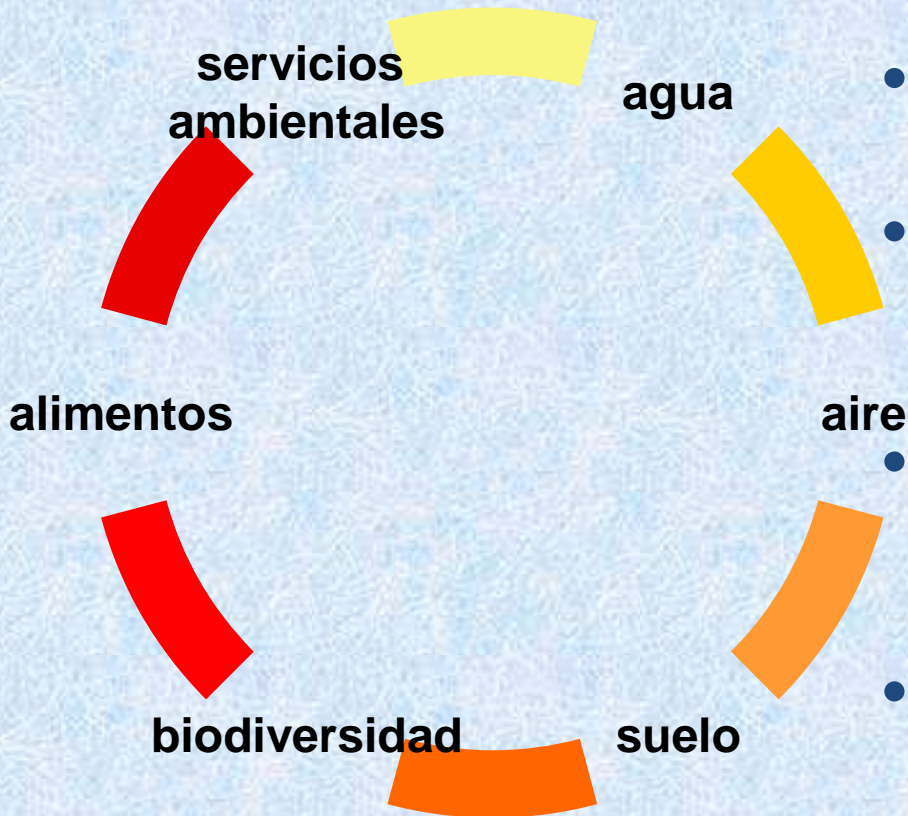 servicios
ambientales
agua
alimentos
aire
biodiversidad
suelo